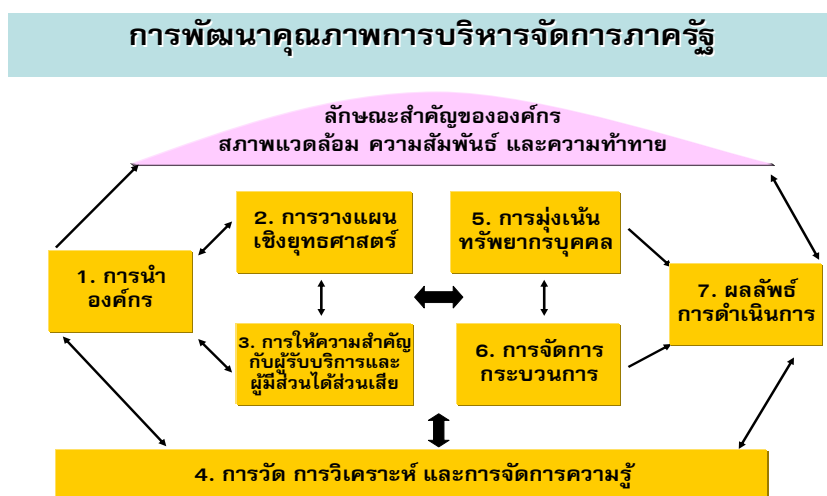 การพัฒนาคุณภาพการบริหารจัดการภาครัฐ
ลักษณะสำคัญขององค์กร
สภาพแวดล้อม ความสัมพันธ์ และความท้าทาย
1. การนำ
องค์กร
2. การวางแผน
เชิงยุทธศาสตร์
3. การให้ความสำคัญ
กับผู้รับบริการและ
ผู้มีส่วนได้ส่วนเสีย
5. การมุ่งเน้น
ทรัพยากรบุคคล
6. การจัดการ
กระบวนการ
7. ผลลัพธ์
การดำเนินการ
4. การวัด การวิเคราะห์ และการจัดการความรู้